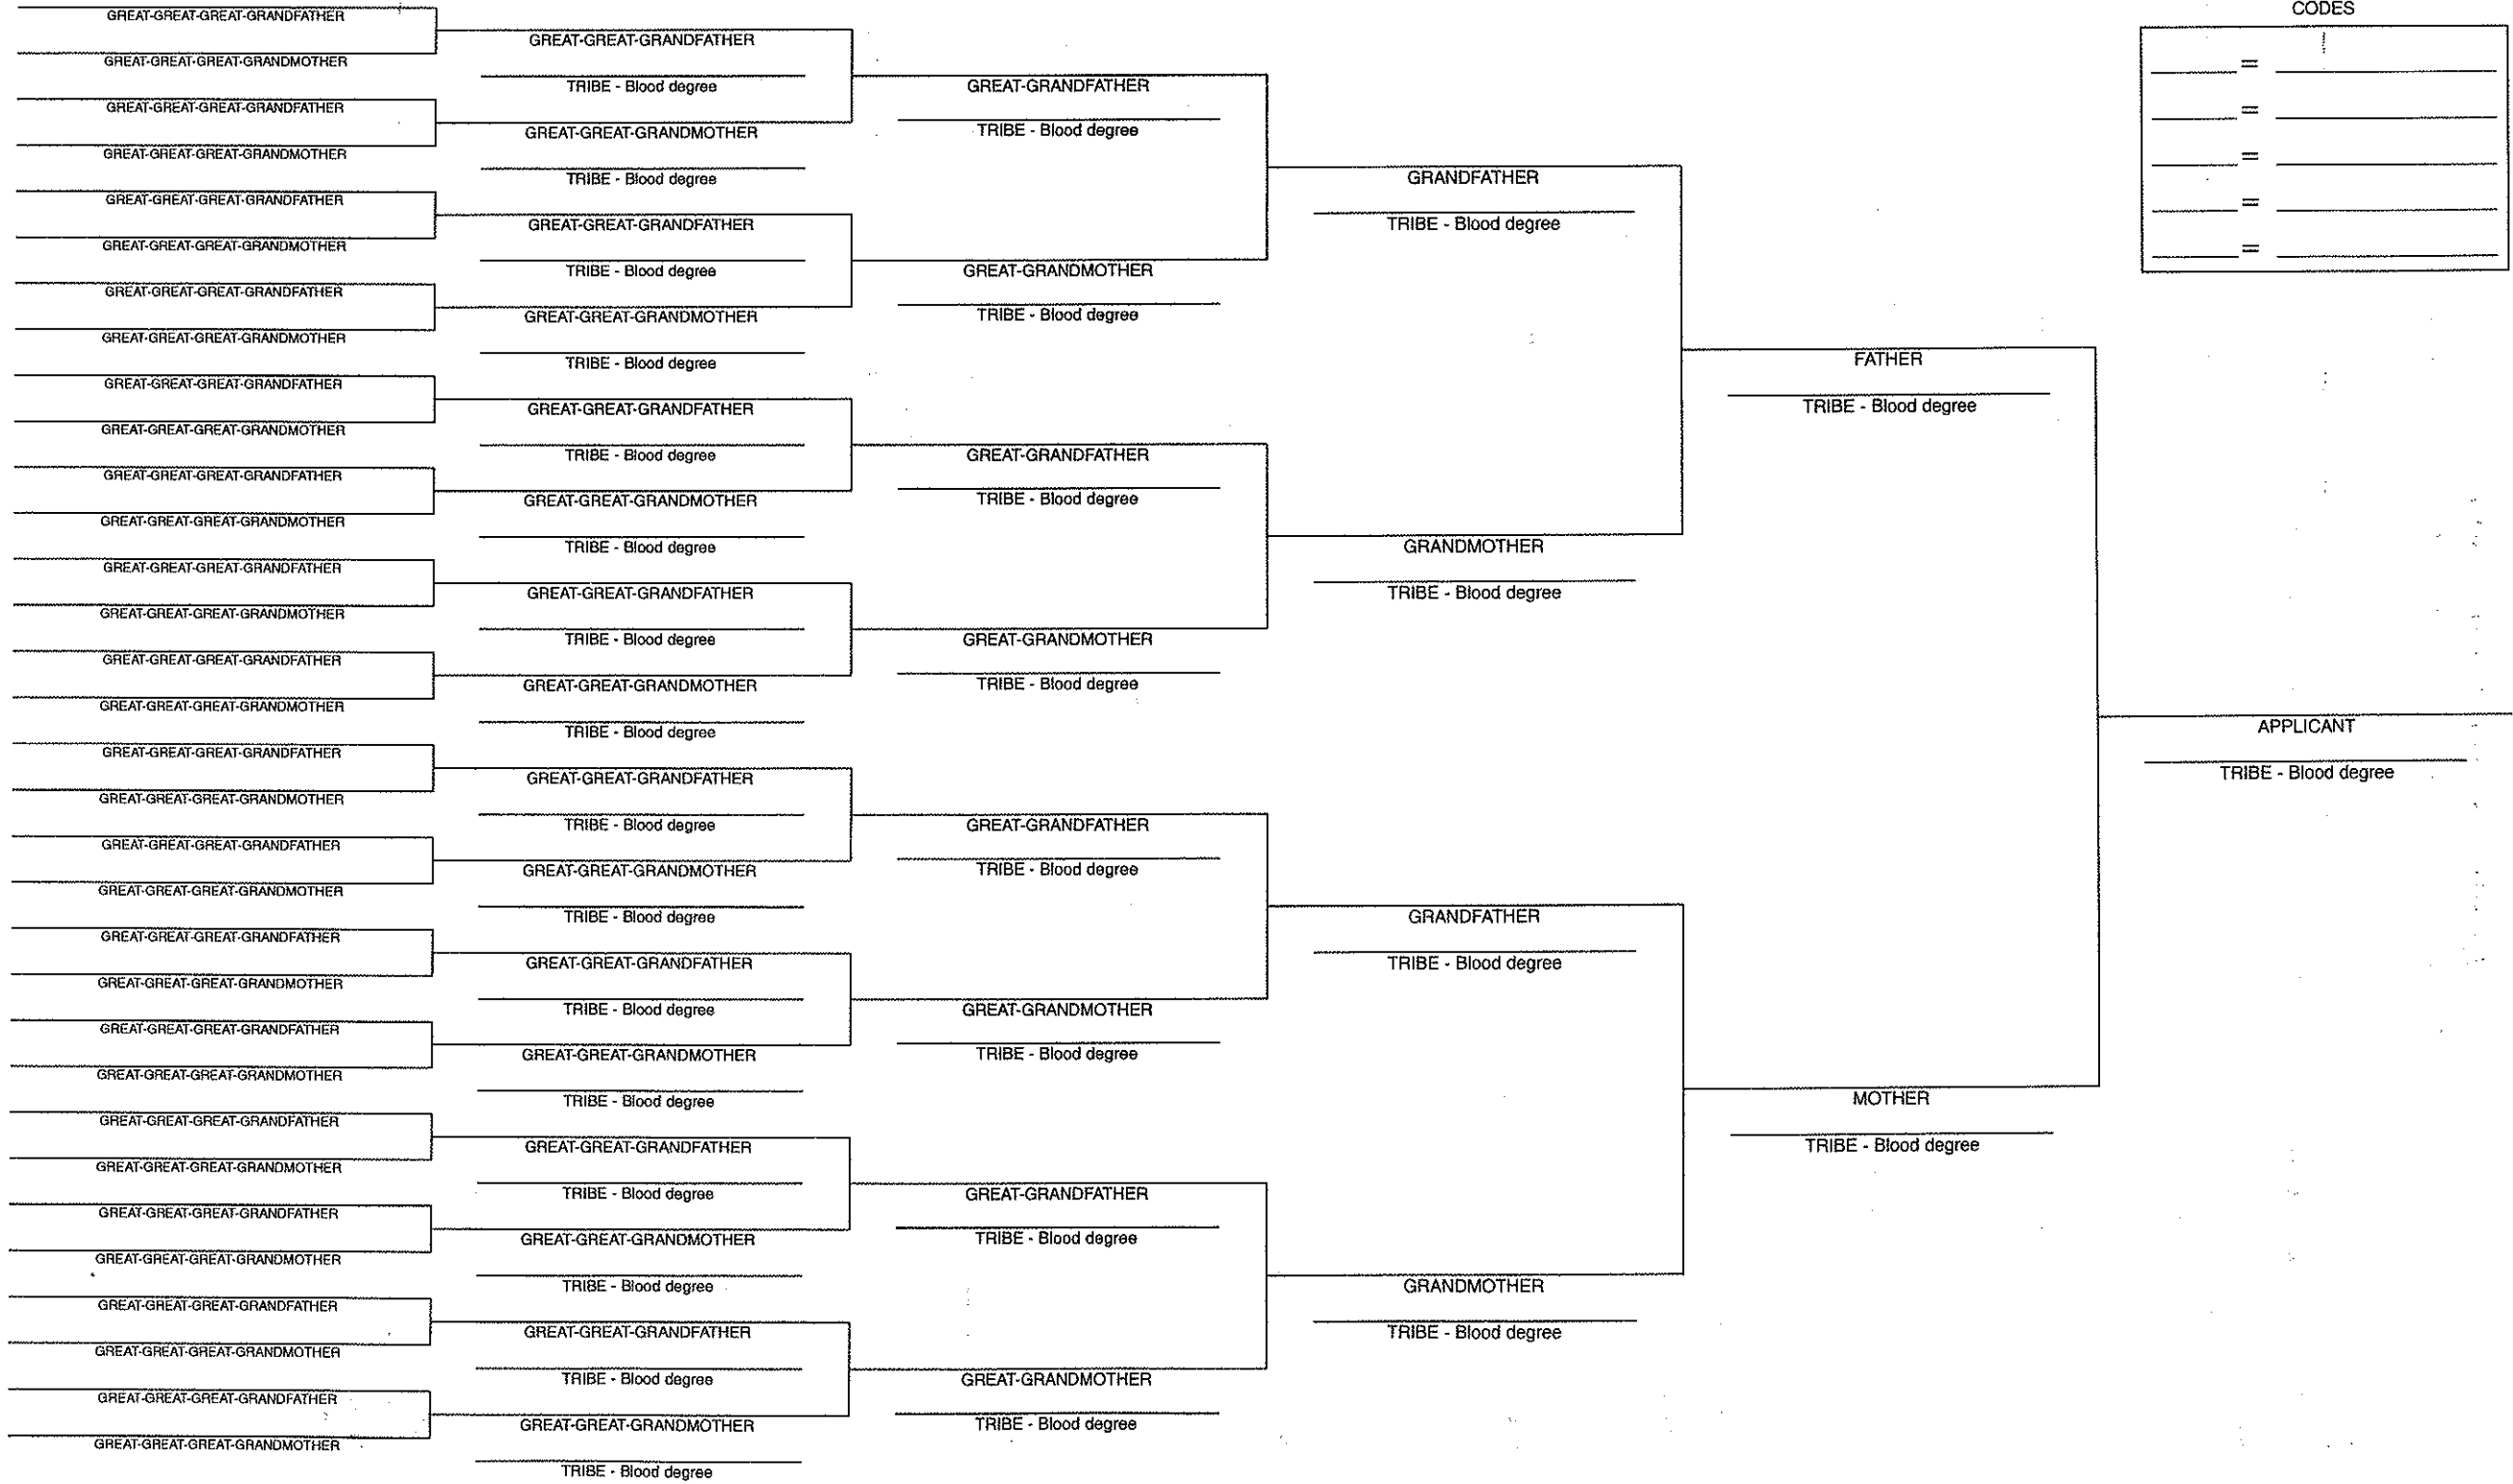 GREAT-GREAT-GREAT-GRANDFATHER
GREAT-GREAT-GREAT-GRANDMOTHER
GREAT-GREAT-GREAT-GRANDFATHER
GREAT-GREAT-GREAT-GRANDMOTHER
GREAT-GREAT-GREAT-GRANDFATHER
GREAT-GREAT-GREAT-GRANDMOTHER
GREAT-GREAT-GREAT-GRANDFATHER
GREAT-GREAT-GREAT-GRANDMOTHER
GREAT-GREAT-GREAT-GRANDFATHER
GREAT-GREAT-GREAT-GRANDMOTHER
GREAT-GREAT-GREAT-GRANDFATHER
GREAT-GREAT-GREAT-GRANDMOTHER
GREAT-GREAT-GREAT-GRANDFATHER
GREAT-GREAT-GREAT-GRANDMOTHER
GREAT-GREAT-GREAT-GRANDFATHER
GREAT-GREAT-GREAT-GRANDMOTHER
GREAT-GREAT-GREAT-GRANDFATHER
GREAT-GREAT-GREAT-GRANDMOTHER
GREAT-GREAT-GREAT-GRANDFATHER
GREAT-GREAT-GREAT-GRANDMOTHER
GREAT-GREAT-GREAT-GRANDFATHER
GREAT-GREAT-GREAT-GRANDMOTHER
GREAT-GREAT-GREAT-GRANDFATHER
GREAT-GREAT-GREAT-GRANDMOTHER
GREAT-GREAT-GREAT-GRANDFATHER
GREAT-GREAT-GREAT-GRANDMOTHER
GREAT-GREAT-GREAT-GRANDFATHER
GREAT-GREAT-GREAT-GRANDMOTHER
GREAT-GREAT-GREAT-GRANDFATHER
GREAT-GREAT-GREAT-GRANDMOTHER
GREAT-GREAT-GREAT-GRANDFATHER
GREAT-GREAT-GREAT-GRANDMOTHER
GREAT-GREAT-GRANDFATHER
TRIBE - Blood degree
GREAT-GREAT-GRANDMOTHER
TRIBE - Blood degree
GREAT-GREAT-GRANDFATHER
TRIBE - Blood degree
GREAT-GREAT-GRANDMOTHER
TRIBE - Blood degree
GREAT-GREAT-GRANDFATHER
TRIBE - Blood degree
GREAT-GREAT-GRANDMOTHER
TRIBE - Blood degree
GREAT-GREAT-GRANDFATHER
TRIBE - Blood degree
GREAT-GREAT-GRANDMOTHER
TRIBE - Blood degree
GREAT-GREAT-GRANDFATHER
TRIBE - Blood degree
GREAT-GREAT-GRANDMOTHER
TRIBE - Blood degree
GREAT-GREAT-GRANDFATHER
TRIBE - Blood degree
GREAT-GREAT-GRANDMOTHER
TRIBE - Blood degree
GREAT-GREAT-GRANDFATHER
TRIBE - Blood degree
GREAT-GREAT-GRANDMOTHER
TRIBE - Blood degree
GREAT-GREAT-GRANDFATHER
TRIBE - Blood degree
GREAT-GREAT-GRANDMOTHER
TRIBE - Blood degree
GREAT-GRANDFATHER
TRIBE - Blood degree
GREAT-GRANDMOTHER
TRIBE - Blood degree
GREAT-GRANDFATHER
TRIBE - Blood degree
GREAT-GRANDMOTHER
TRIBE - Blood degree
GREAT-GRANDFATHER
TRIBE - Blood degree
GREAT-GRANDMOTHER
TRIBE - Blood degree
GREAT-GRANDFATHER
TRIBE - Blood degree
GREAT-GRANDMOTHER
TRIBE - Blood degree
GRANDFATHER
TRIBE - Blood degree
GRANDMOTHER
TRIBE - Blood degree
GRANDFATHER
TRIBE - Blood degree
GRANDMOTHER
TRIBE - Blood degree
FATHER
TRIBE - Blood degree
MOTHER
TRIBE - Blood degree
CODES
=
=
=
=
=
APPLICANT
TRIBE - Blood degree